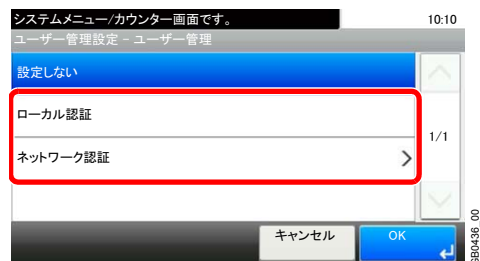 システムメニュー/カウンター画面です。
10:10
ユーザー管理設定 - ユーザー管理
設定しない
ローカル認証
1/1
ネットワーク認証
キャンセル
OK
GB0436_00